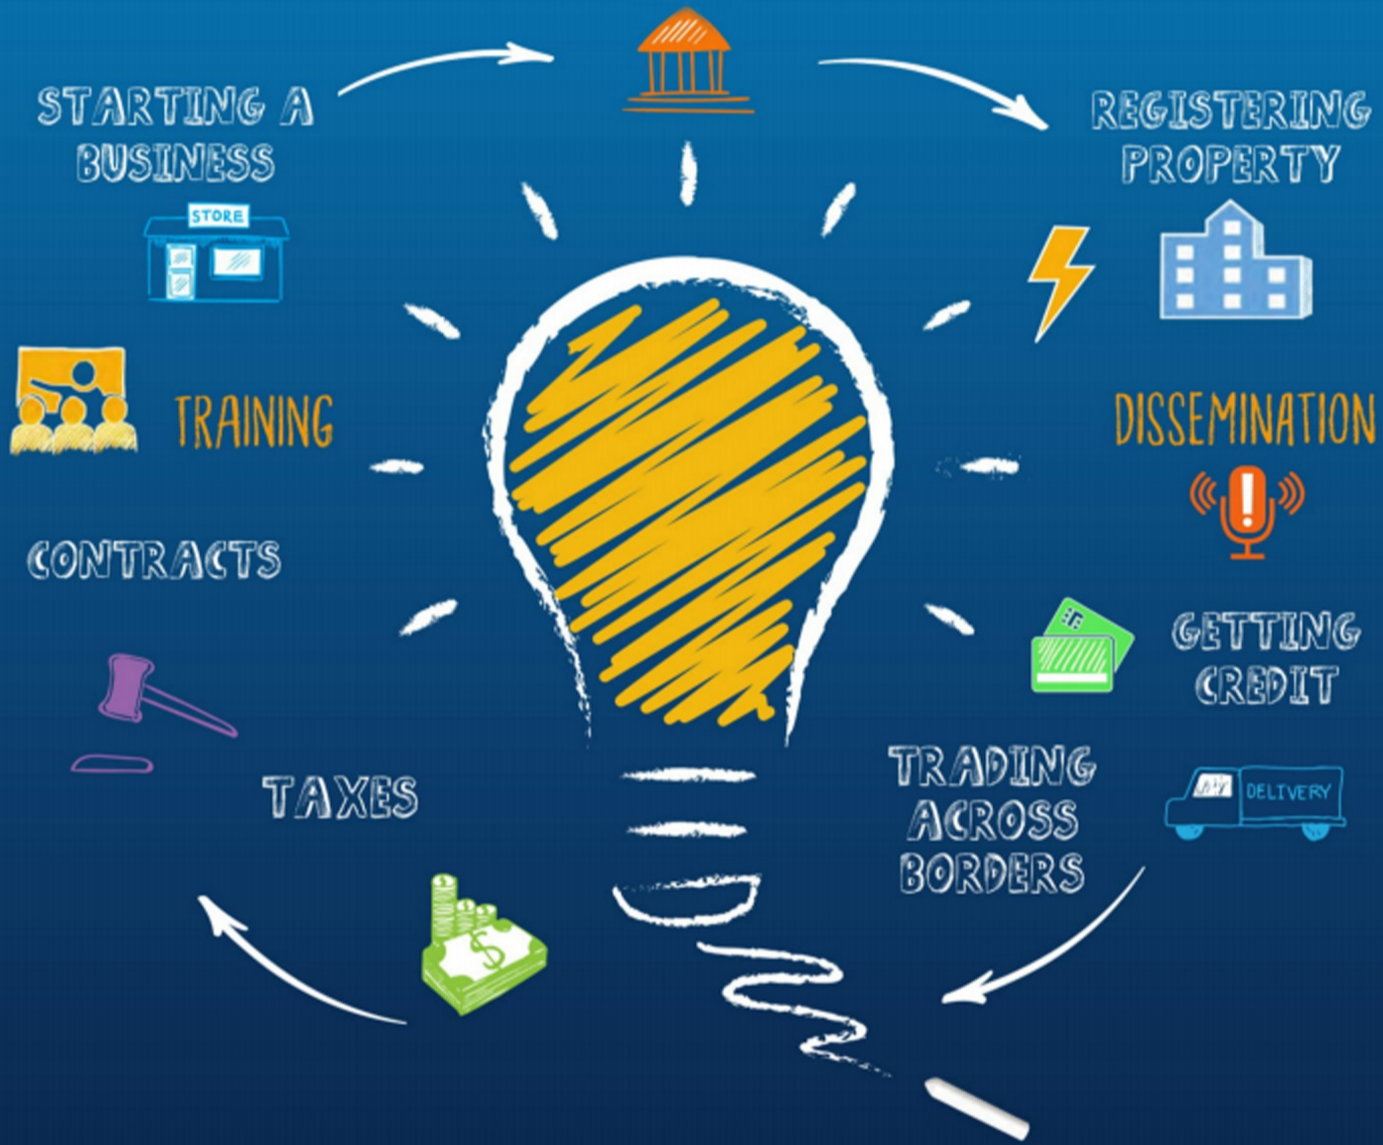 STARTING A
BUSINESS
STORE
TRAINING
CONTRACTS
TAXES
REGISTERING
PROPERTY
DISSEMINATION
GETTING
CREDIT
TRADING
ACROSS
BORDERS
DELIVERY